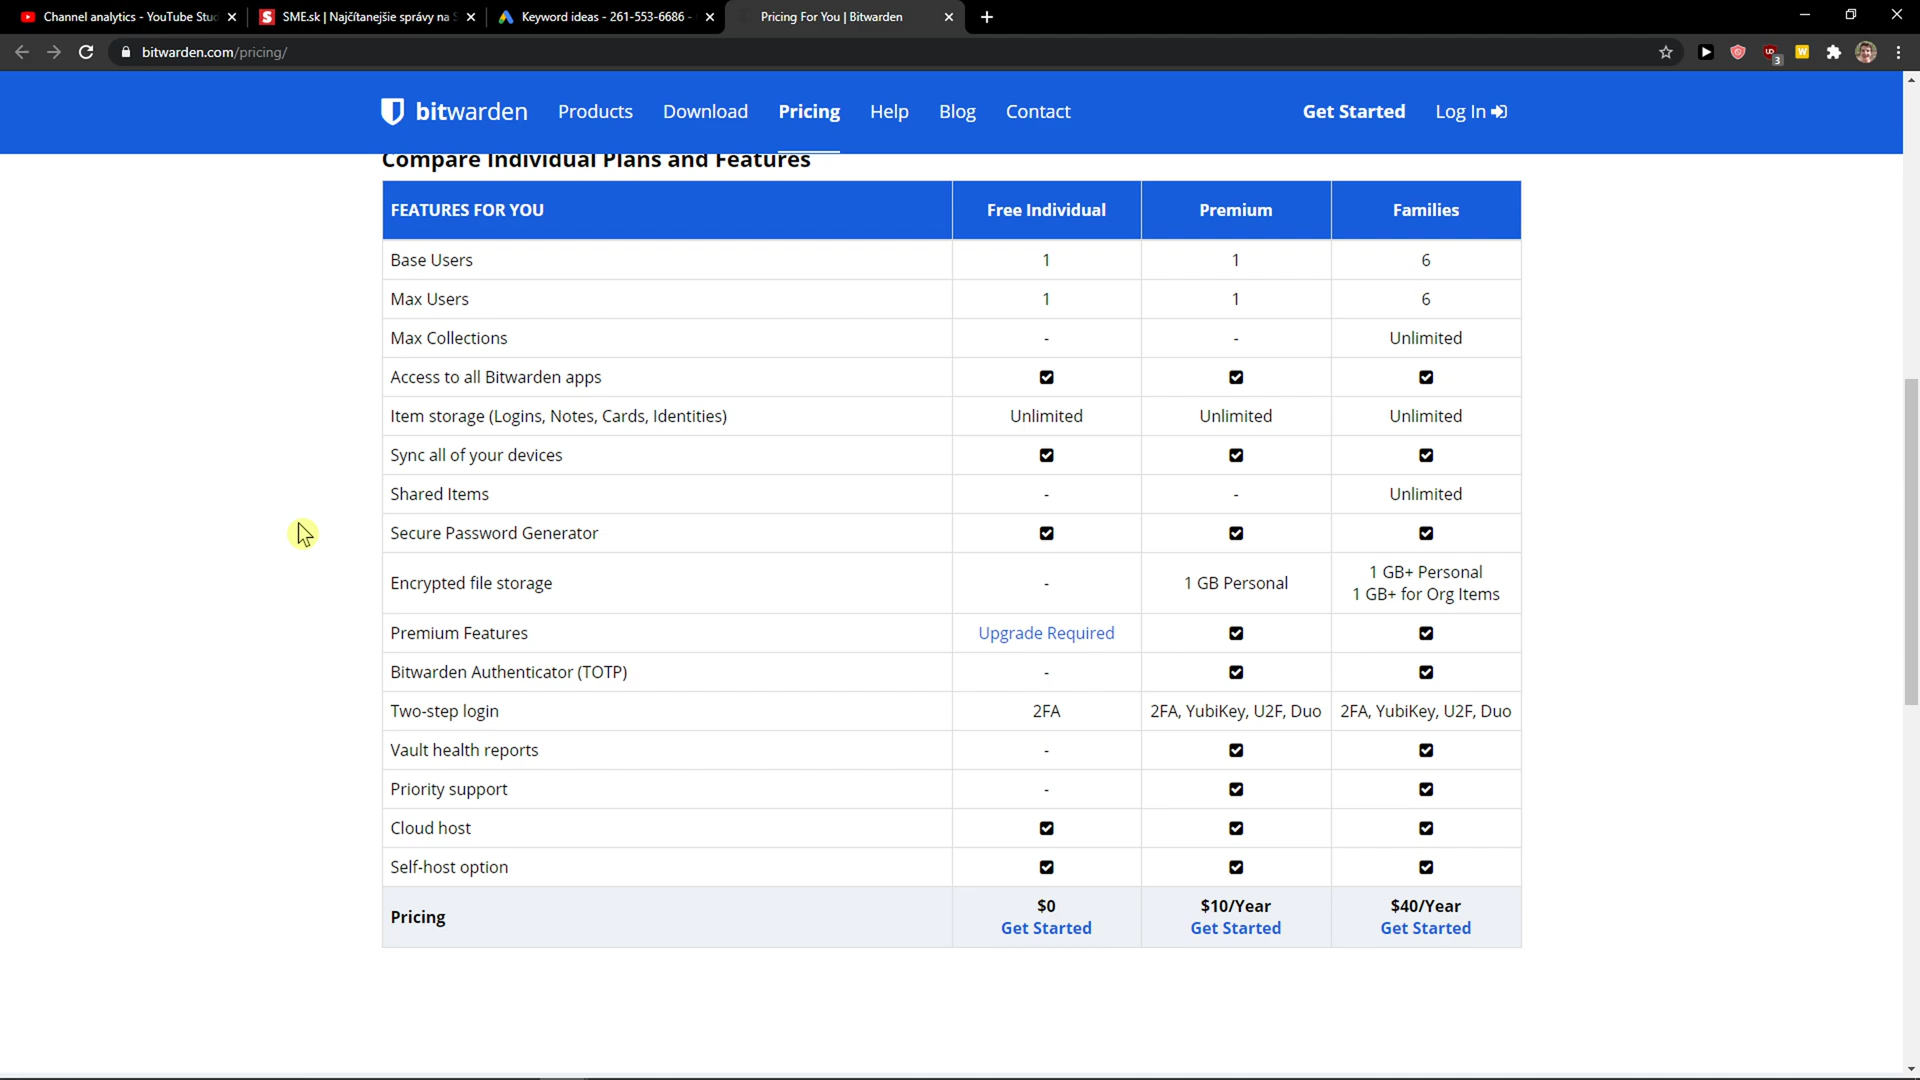 Channel analytics - YouTube Stu
SME.sk | Najčítanejšie správy na S
Keyword ideas - 261-553-6686 -
Pricing For You | Bitwarden
bitwarden.com/pricing/
UD
3
W
bitwarden
Products
Download
Pricing
Help
Blog
Contact
Get Started
Log In
Compare Individual Plans and Features
FEATURES FOR YOU Free Individual Premium Families
Base Users 1 1 6
Max Users 1 1 6
Max Collections - - Unlimited
Access to all Bitwarden apps
Item storage (Logins, Notes, Cards, Identities) Unlimited Unlimited Unlimited
Sync all of your devices
Shared Items - - Unlimited
Secure Password Generator
Encrypted file storage - 1 GB Personal 1 GB+ Personal
1 GB+ for Org Items
Premium Features Upgrade Required
Bitwarden Authenticator (TOTP) -
Two-step login 2FA 2FA, YubiKey, U2F, Duo 2FA, YubiKey, U2F, Duo
Vault health reports -
Priority support -
Cloud host
Self-host option
Pricing $0 $10/Year $40/Year
Get Started Get Started Get Started